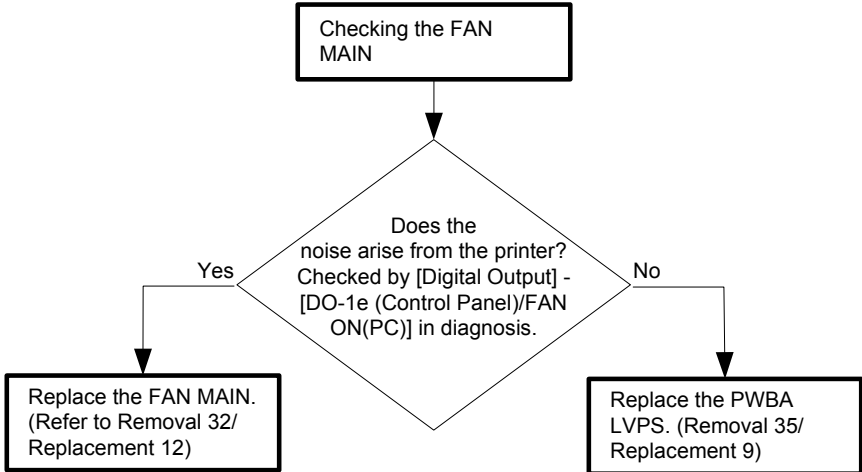 Checking the FAN
MAIN
Does the
noise arise from the printer?
Checked by [Digital Output] -
[DO-1e (Control Panel)/FAN
ON(PC)] in diagnosis.
Yes
No
Replace the FAN MAIN.
(Refer to Removal 32/
Replacement 12)
Replace the PWBA
LVPS. (Removal 35/
Replacement 9)